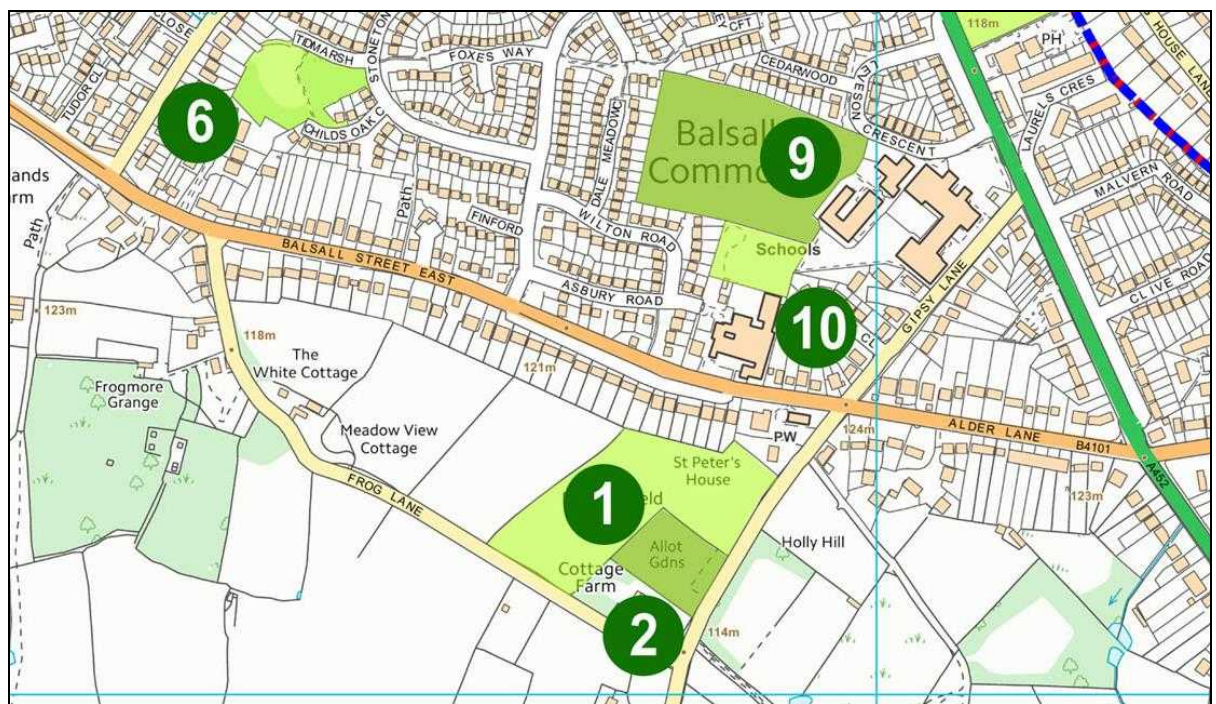 CLOSE
TIDMARSH
STONETON
FOXES WAY
CFT
CEDARWOOD
118m
PH
HOUSE LANE
TUDOR CL
6
CHILDS OAK C
DALE MEADOW
Balsall
Common
9
CRESCENT
LAURELS CRES
MALVERN ROAD
ands
rm
Path
Path
FINFORD
WILTON ROAD
Schools
CLIVE ROAD
BALSALL STREET EAST
ASBURY ROAD
10
CL
GIPSY LANE
123m
118m
The
White Cottage
121m
Frogmore
Grange
Meadow View
Cottage
PW
124m
ALDER LANE
B4101
A452
St Peter's
House
123m
FROG LANE
1
eld
Allot
Gdns
Holly Hill
Cottage
Farm
2
114m